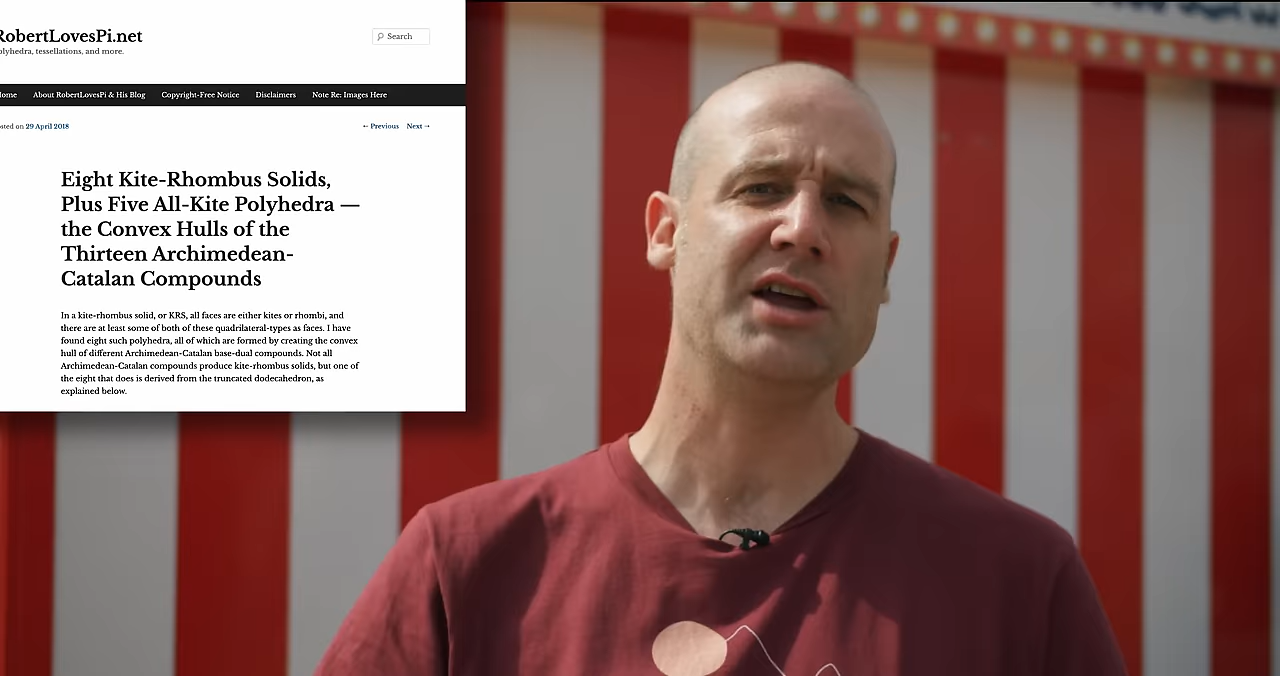 RobertLovesPi.net
olyhedra, tessellations, and more.
Search
Home
About RobertLovesPi & His Blog
Copyright-Free Notice
Disclaimers
Note Re: Images Here
osted on 29 April 2018
← Previous
Next →
Eight Kite-Rhombus Solids,
Plus Five All-Kite Polyhedra —
the Convex Hulls of the
Thirteen Archimedean-
Catalan Compounds
In a kite-rhombus solid, or KRS, all faces are either kites or rhombi, and
there are at least some of both of these quadrilateral-types as faces. I have
found eight such polyhedra, all of which are formed by creating the convex
hull of different Archimedean-Catalan base-dual compounds. Not all
Archimedean-Catalan compounds produce kite-rhombus solids, but one of
the eight that does is derived from the truncated dodecahedron, as
explained below.